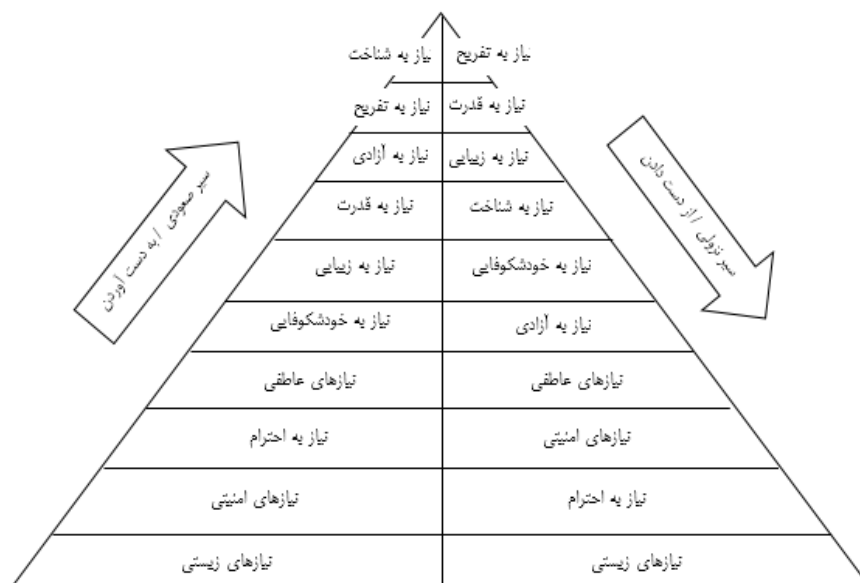 نیاز به تفریح
نیاز به شناخت
نیاز به قدرت
نیاز به تفریح
نیاز به زیبایی
نیاز به آزادی
نیاز به شناخت
نیاز به قدرت
نیاز به خودشکوفایی
نیاز به زیبایی
نیاز به آزادی
نیاز به خودشکوفایی
نیازهای عاطفی
نیازهای عاطفی
نیازهای امنیتی
نیاز به احترام
نیاز به احترام
نیازهای امنیتی
نیازهای زیستی
نیازهای زیستی
سیر نزولی / از دست دادن
سیر صعودی / به دست آوردن